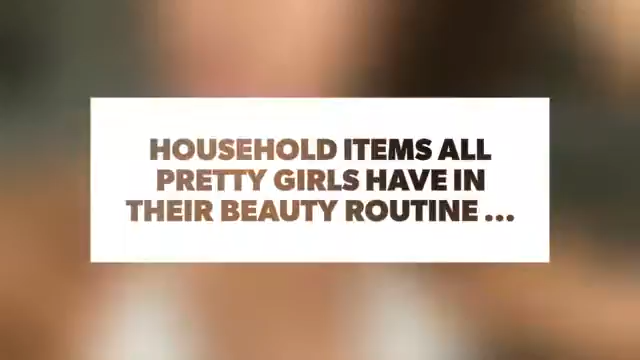 HOUSEHOLD ITEMS ALL
PRETTY GIRLS HAVE IN
THEIR BEAUTY ROUTINE ...